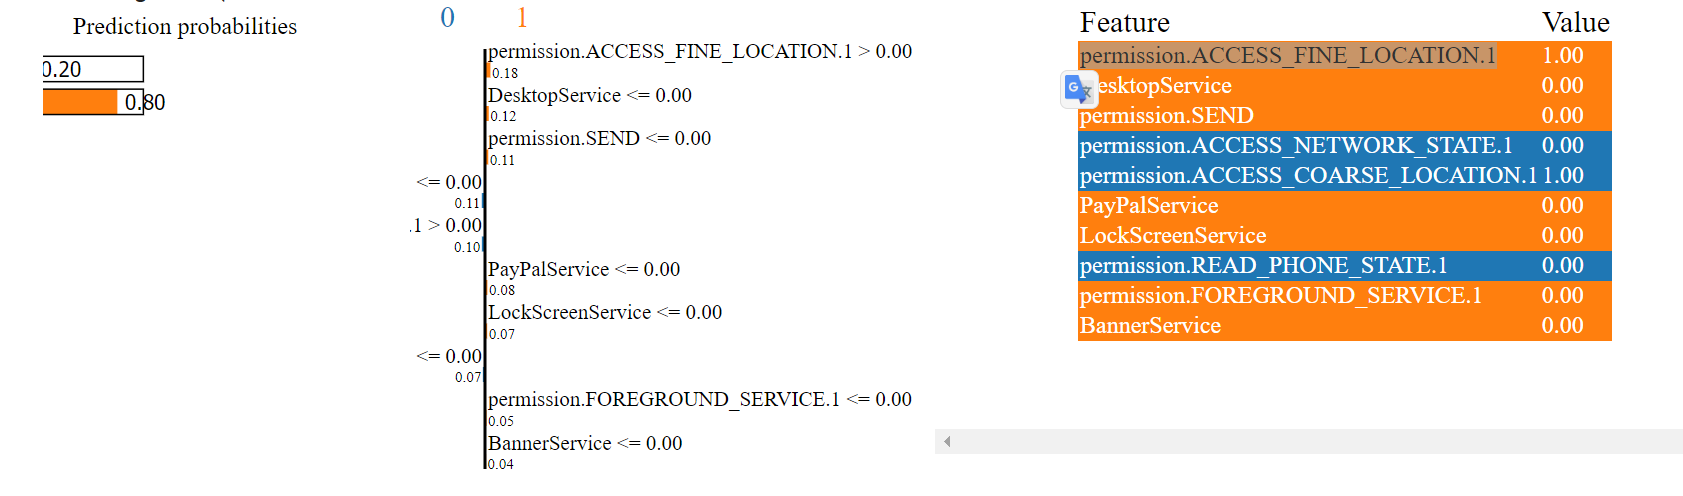 Prediction probabilities
0.20
0.80
0 1
permission.ACCESS_FINE_LOCATION.1 > 0.00
0.18
DesktopService <= 0.00
0.12
permission.SEND <= 0.00
0.11
<= 0.00
0.11
.1 > 0.00
0.10
PayPalService <= 0.00
0.08
LockScreenService <= 0.00
0.07
<= 0.00
0.07
permission.FOREGROUND_SERVICE.1 <= 0.00
0.05
BannerService <= 0.00
0.04
Feature Value
permission.ACCESS_FINE_LOCATION.1 1.00
esktopService 0.00
permission.SEND 0.00
permission.ACCESS_NETWORK_STATE.1 0.00
permission.ACCESS_COARSE_LOCATION.1 1.00
PayPalService 0.00
LockScreenService 0.00
permission.READ_PHONE_STATE.1 0.00
permission.FOREGROUND_SERVICE.1 0.00
BannerService 0.00